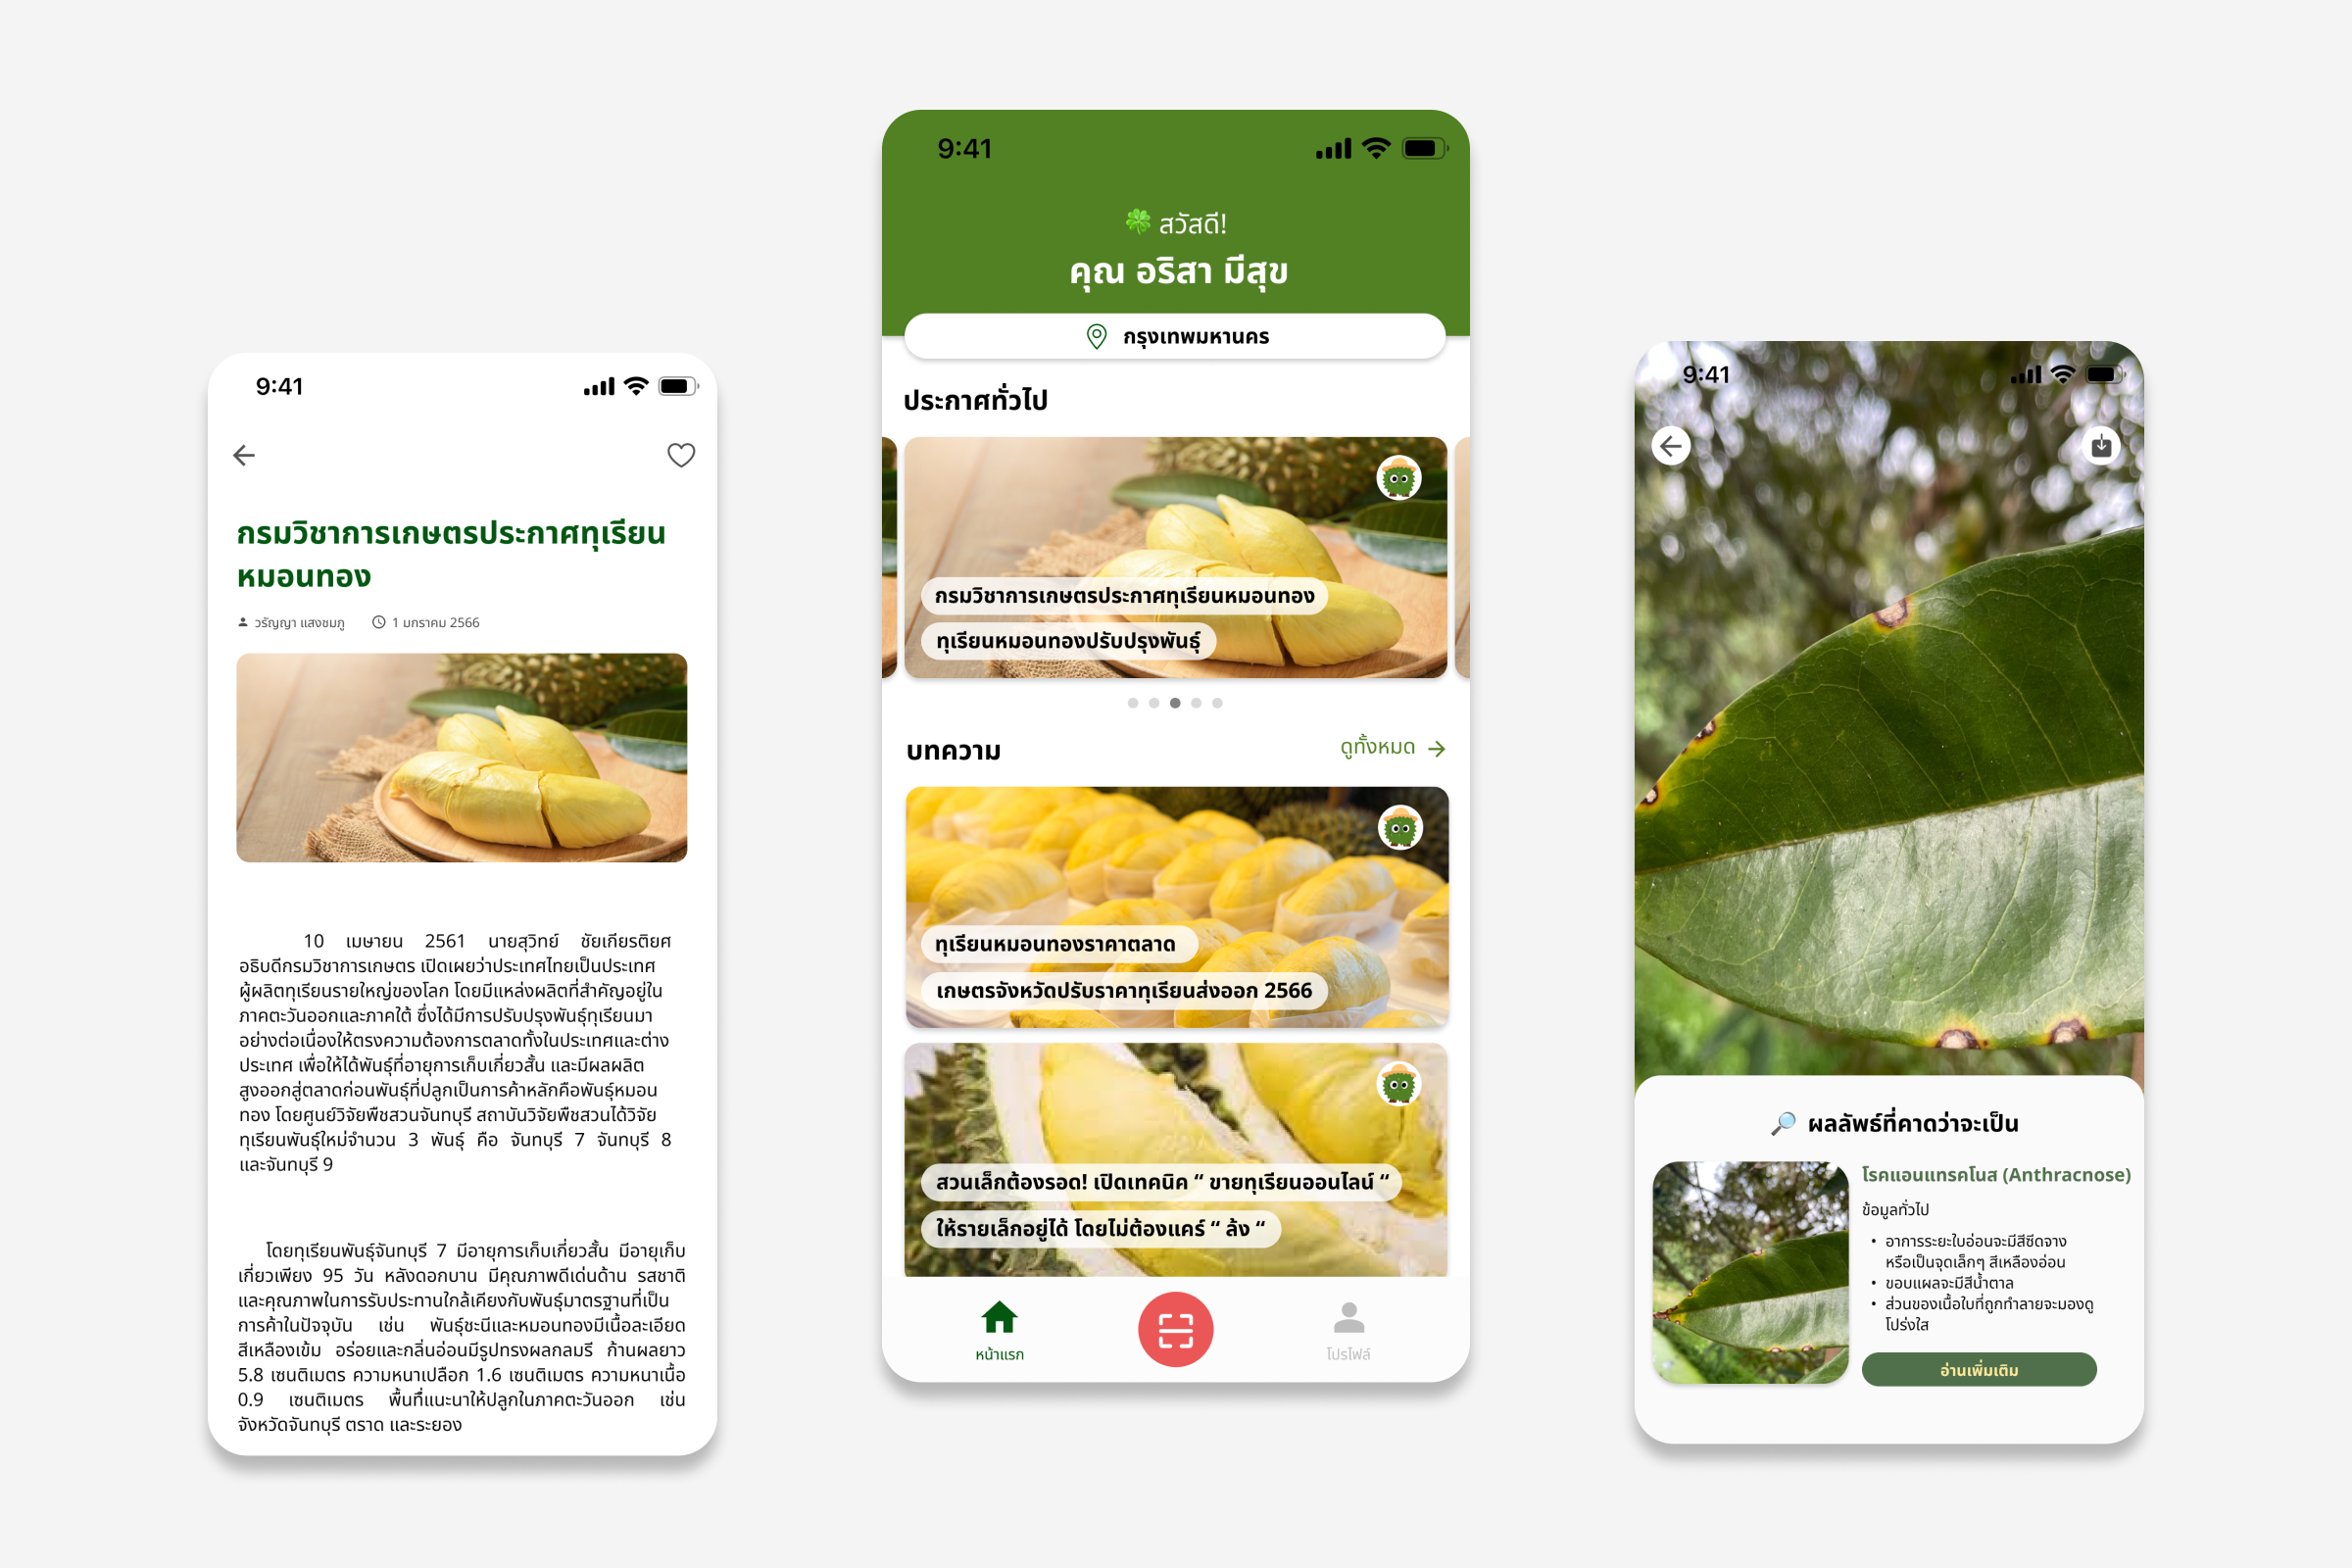 9:41
กรมวิชาการเกษตรประกาศทุเรียน
หมอนทอง
วรัญญา แสงชมภู 1 มกราคม 2566
10 เมษายน 2561 นายสุวิทย์ ชัยเกียรติยศ
อธิบดีกรมวิชาการเกษตร เปิดเผยว่าประเทศไทยเป็นประเทศ
ผู้ผลิตทุเรียนรายใหญ่ของโลก โดยมีแหล่งผลิตที่สำคัญอยู่ใน
ภาคตะวันออกและภาคใต้ ซึ่งได้มีการปรับปรุงพันธุ์ทุเรียนมา
อย่างต่อเนื่องให้ตรงความต้องการตลาดทั้งในประเทศและต่าง
ประเทศ เพื่อให้ได้พันธุ์ที่อายุการเก็บเกี่ยวสั้น และมีผลผลิต
สูงออกสู่ตลาดก่อนพันธุ์ที่ปลูกเป็นการค้าหลักคือพันธุ์หมอน
ทอง โดยศูนย์วิจัยพืชสวนจันทบุรี สถาบันวิจัยพืชสวนได้วิจัย
ทุเรียนพันธุ์ใหม่จำนวน 3 พันธุ์ คือ จันทบุรี 7 จันทบุรี 8
และจันทบุรี 9
โดยทุเรียนพันธุ์จันทบุรี 7 มีอายุการเก็บเกี่ยวสั้น มีอายุเก็บ
เกี่ยวเพียง 95 วัน หลังดอกบาน มีคุณภาพดีเด่นด้าน รสชาติ
และคุณภาพในการรับประทานใกล้เคียงกับพันธุ์มาตรฐานที่เป็น
การค้าในปัจจุบัน เช่น พันธุ์ชะนีและหมอนทองมีเนื้อละเอียด
สีเหลืองเข้ม อร่อยและกลิ่นอ่อนมีรูปทรงผลกลมรี ก้านผลยาว
5.8 เซนติเมตร ความหนาเปลือก 1.6 เซนติเมตร ความหนาเนื้อ
0.9 เซนติเมตร พื้นที่แนะนาให้ปลูกในภาคตะวันออก เช่น
จังหวัดจันทบุรี ตราด และระยอง
9:41
สวัสดี!
คุณ อริสา มีสุข
กรุงเทพมหานคร
ประกาศทั่วไป
กรมวิชาการเกษตรประกาศทุเรียนหมอนทอง
ทุเรียนหมอนทองปรับปรุงพันธุ์
บทความ ดูทั้งหมด
ทุเรียนหมอนทองราคาตลาด
เกษตรจังหวัดปรับราคาทุเรียนส่งออก 2566
สวนเล็กต้องรอด! เปิดเทคนิค “ ขายทุเรียนออนไลน์ “
ให้รายเล็กอยู่ได้ โดยไม่ต้องแคร์ “ ล้ง “
หน้าแรก โปรไฟล์
9:41
ผลลัพธ์ที่คาดว่าจะเป็น
โรคแอนแทรคโนส (Anthracnose)
ข้อมูลทั่วไป
• อาการระยะใบอ่อนจะมีสีซีดจาง
หรือเป็นจุดเล็กๆ สีเหลืองอ่อน
• ขอบแผลจะมีสีน้ำตาล
• ส่วนของเนื้อใบที่ถูกทำลายจะมองดู
โปร่งใส
อ่านเพิ่มเติม